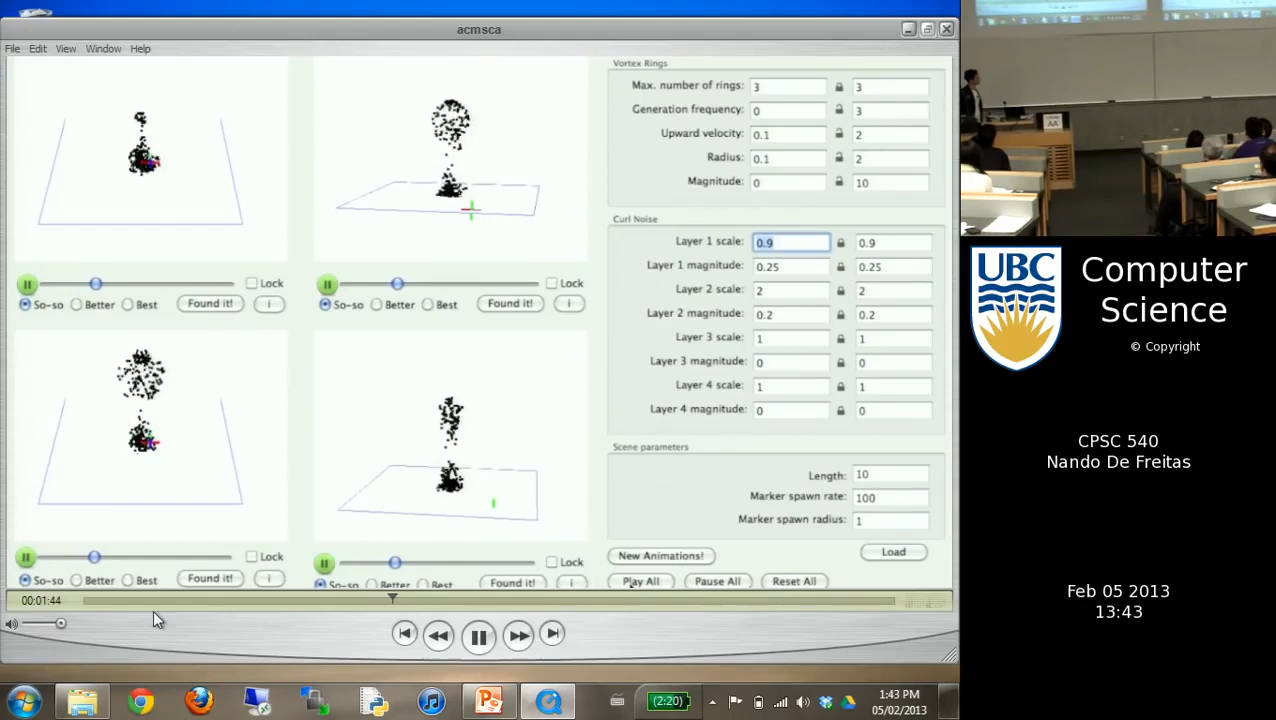 acmsca
File Edit View Window Help
Vortex Rings
Max. number of rings: 3 3
Generation frequency: 0 3
Upward velocity: 0.1 2
Radius: 0.1 2
Magnitude: 0 10
Curl Noise
Layer 1 scale: 0.9 0.9
Layer 1 magnitude: 0.25 0.25
Layer 2 scale: 2 2
Layer 2 magnitude: 0.2 0.2
Layer 3 scale: 1 1
Layer 3 magnitude: 0 0
Layer 4 scale: 1 1
Layer 4 magnitude: 0 0
Scene parameters
Length: 10
Marker spawn rate: 100
Marker spawn radius: 1
New Animations! Load
Play All Pause All Reset All
Lock
So-so Better Best Found it! i
Lock
So-so Better Best Found it! i
Lock
So-so Better Best Found it! i
Lock
So-so Better Best Found it! i
00:01:44
(2:20)
1:43 PM
05/02/2013
AA
UBC
Computer
Science
© Copyright
CPSC 540
Nando De Freitas
Feb 05 2013
13:43